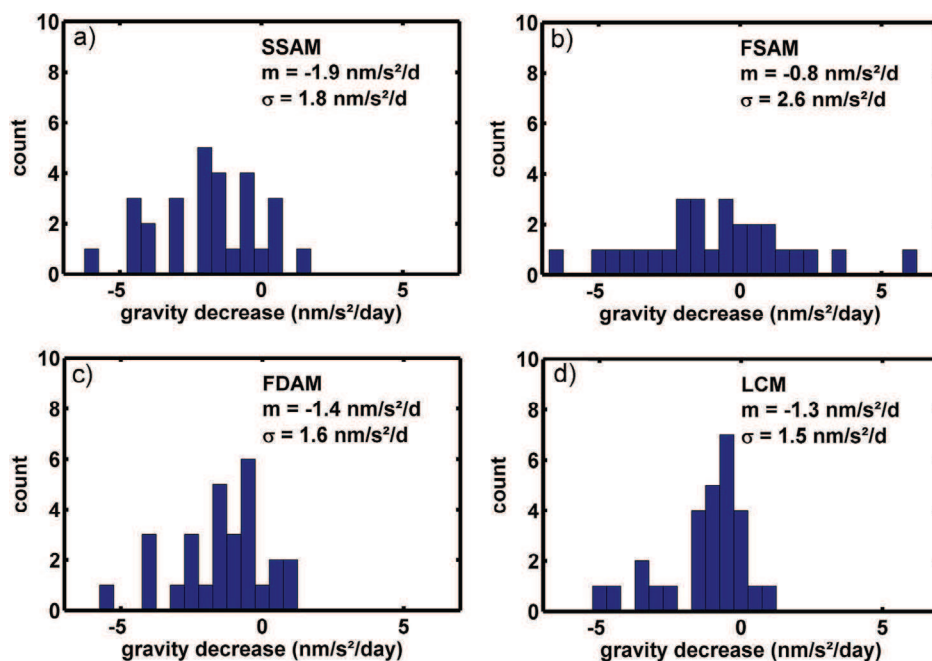 a)
SSAM
m = -1.9 nm/s²/d
σ = 1.8 nm/s²/d
10
8
6
4
2
0
count
-5 0 5
gravity decrease (nm/s²/day)
b)
FSAM
m = -0.8 nm/s²/d
σ = 2.6 nm/s²/d
10
8
6
4
2
0
count
-5 0 5
gravity decrease (nm/s²/day)
c)
FDAM
m = -1.4 nm/s²/d
σ = 1.6 nm/s²/d
10
8
6
4
2
0
count
-5 0 5
gravity decrease (nm/s²/day)
d)
LCM
m = -1.3 nm/s²/d
σ = 1.5 nm/s²/d
10
8
6
4
2
0
count
-5 0 5
gravity decrease (nm/s²/day)